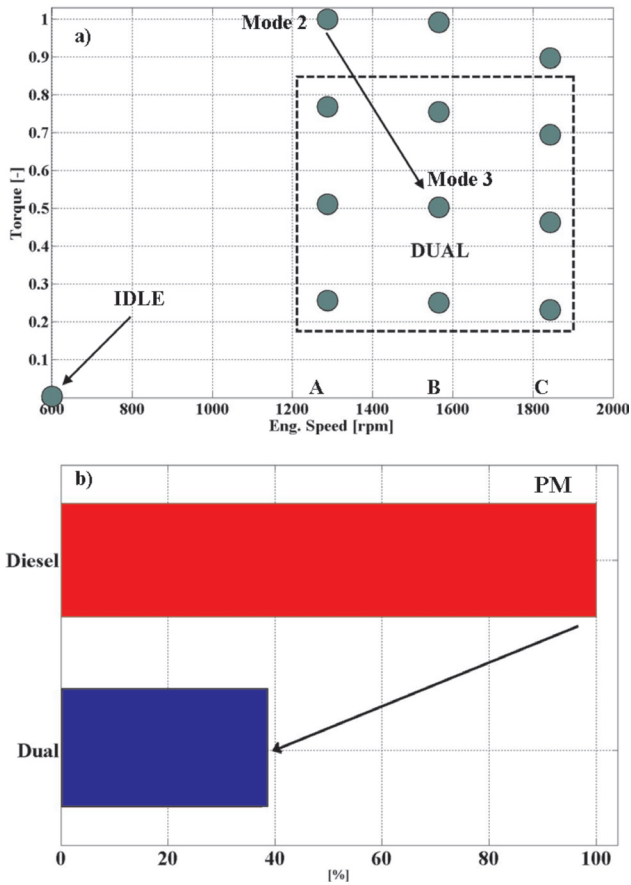 a)
Mode 2
Mode 3
DUAL
IDLE
A B C
1
0.9
0.8
0.7
0.6
0.5
0.4
0.3
0.2
0.1
Torque [-]
600 800 1000 1200 1400 1600 1800 2000
Eng. Speed [rpm]
b)
PM
Diesel
Dual
0 20 40 60 80 100
[%]